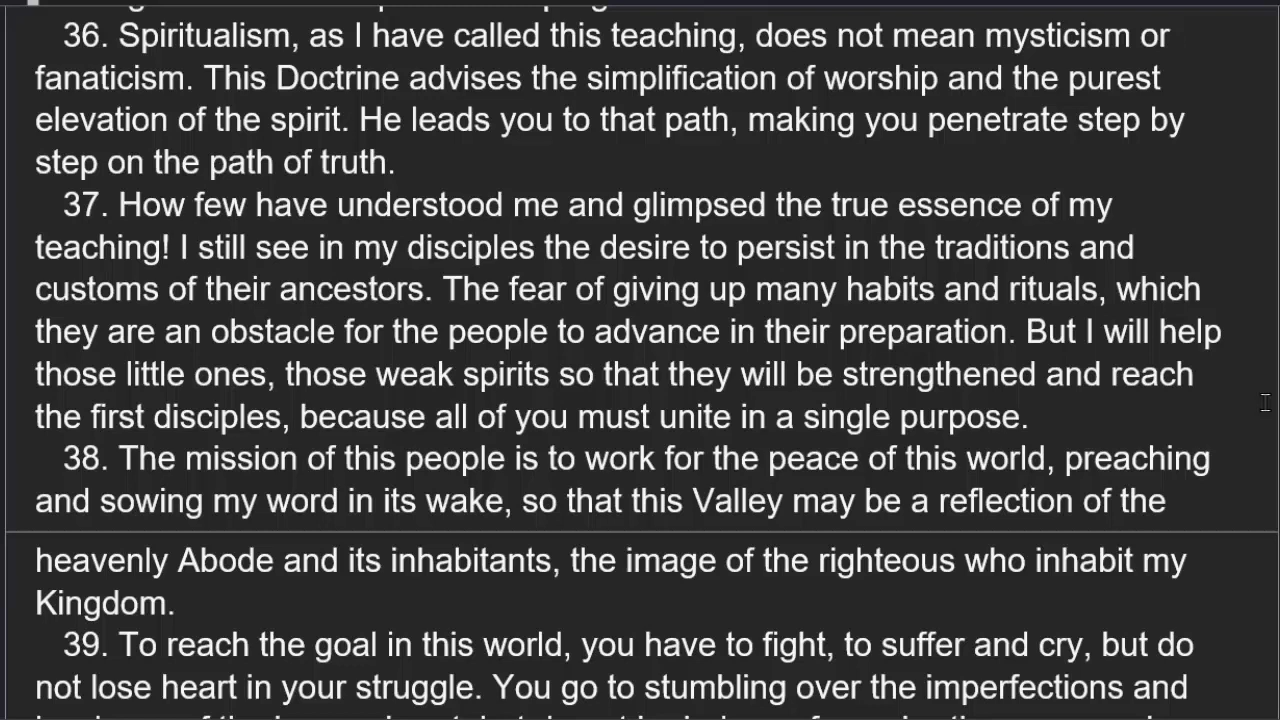 36. Spiritualism, as I have called this teaching, does not mean mysticism or
fanaticism. This Doctrine advises the simplification of worship and the purest
elevation of the spirit. He leads you to that path, making you penetrate step by
step on the path of truth.
37. How few have understood me and glimpsed the true essence of my
teaching! I still see in my disciples the desire to persist in the traditions and
customs of their ancestors. The fear of giving up many habits and rituals, which
they are an obstacle for the people to advance in their preparation. But I will help
those little ones, those weak spirits so that they will be strengthened and reach
the first disciples, because all of you must unite in a single purpose.
38. The mission of this people is to work for the peace of this world, preaching
and sowing my word in its wake, so that this Valley may be a reflection of the
heavenly Abode and its inhabitants, the image of the righteous who inhabit my
Kingdom.
39. To reach the goal in this world, you have to fight, to suffer and cry, but do
not lose heart in your struggle. You go to stumbling over the imperfections and